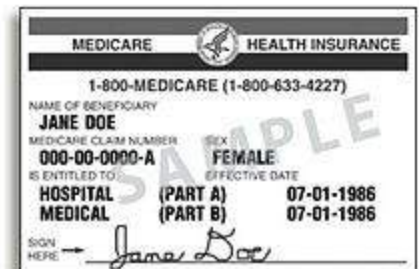 MEDICARE HEALTH INSURANCE
1-800-MEDICARE (1-800-633-4227)
NAME OF BENEFICIARY
JANE DOE
MEDICARE CLAIM NUMBER SEX
000-00-0000-A FEMALE
IS ENTITLED TO EFFECTIVE DATE
HOSPITAL (PART A) 07-01-1986
MEDICAL (PART B) 07-01-1986
SIGN HERE Jane Doe
SAMPLE